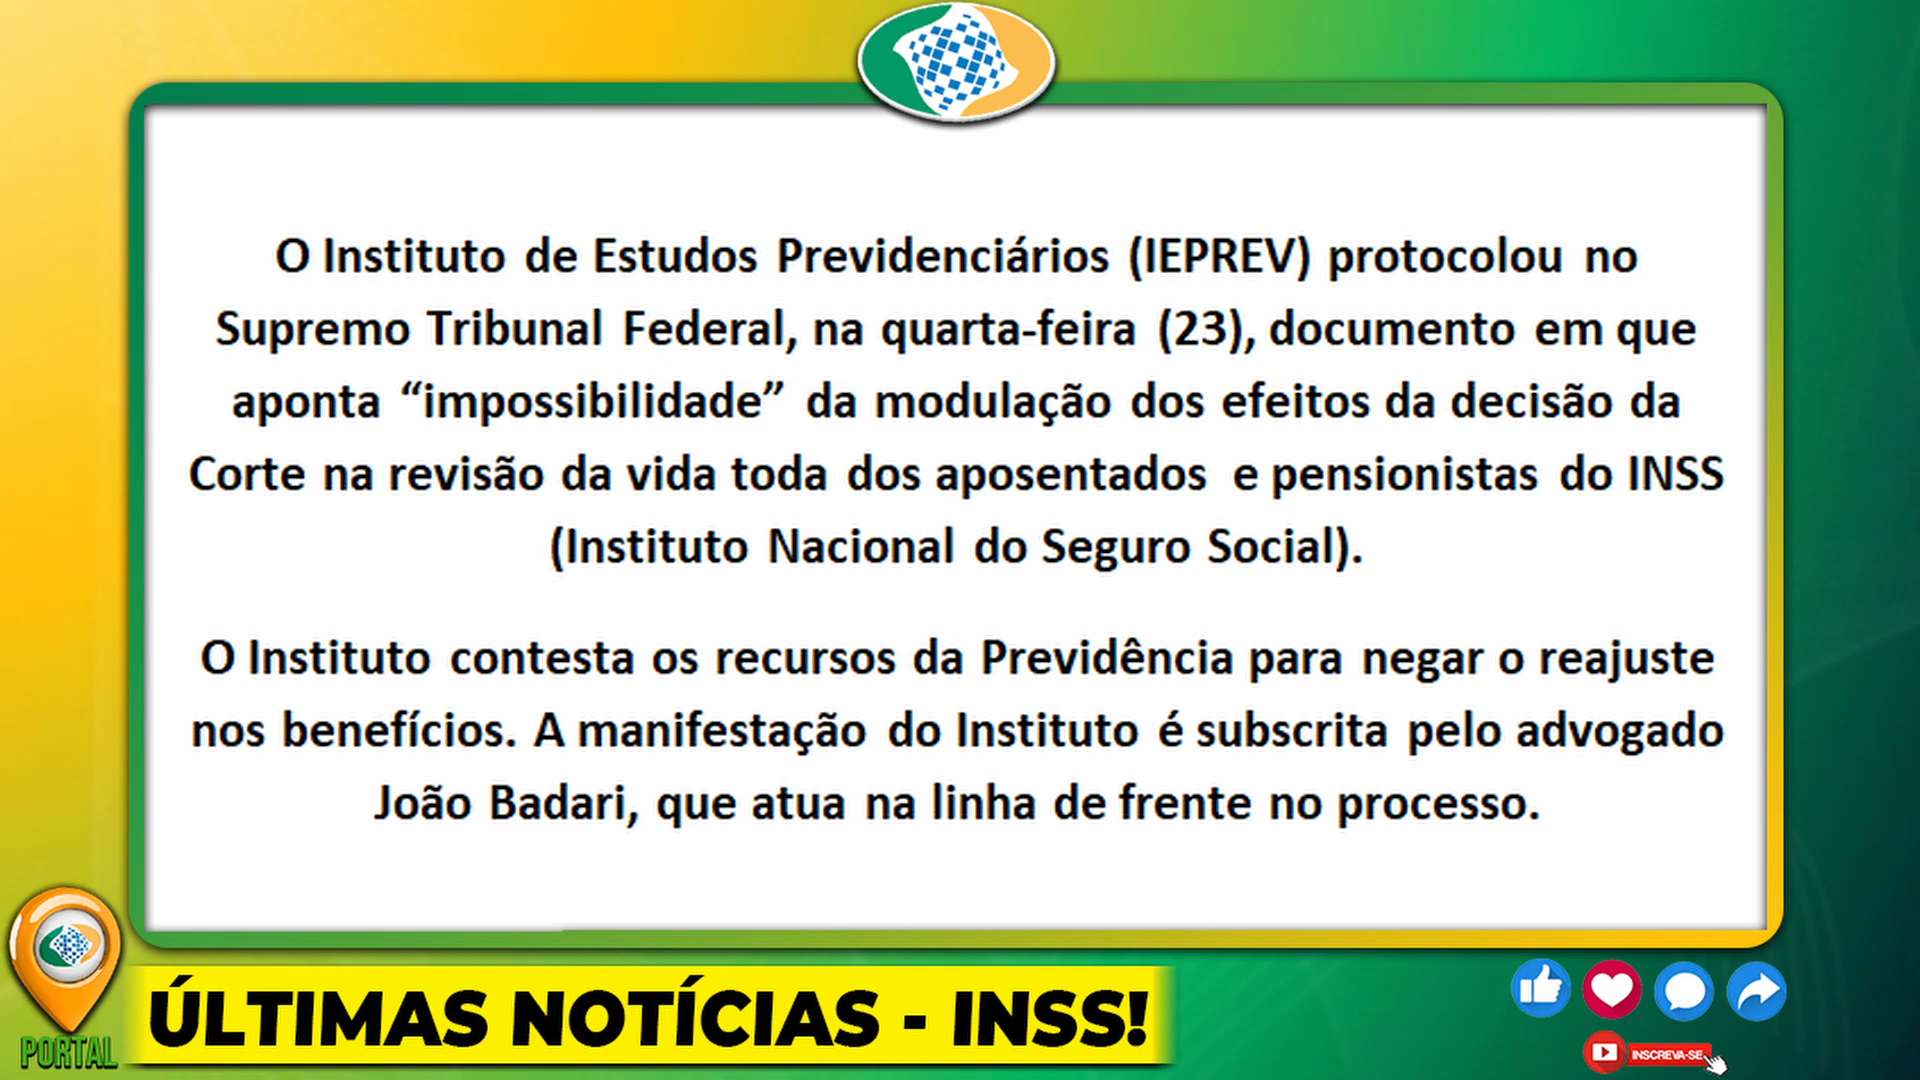 O Instituto de Estudos Previdenciários (IEPREV) protocolou no
Supremo Tribunal Federal, na quarta-feira (23), documento em que
aponta “impossibilidade” da modulação dos efeitos da decisão da
Corte na revisão da vida toda dos aposentados e pensionistas do INSS
(Instituto Nacional do Seguro Social).
O Instituto contesta os recursos da Previdência para negar o reajuste
nos benefícios. A manifestação do Instituto é subscrita pelo advogado
João Badari, que atua na linha de frente no processo.
PORTAL
ÚLTIMAS NOTÍCIAS - INSS!
INSCREVA-SE